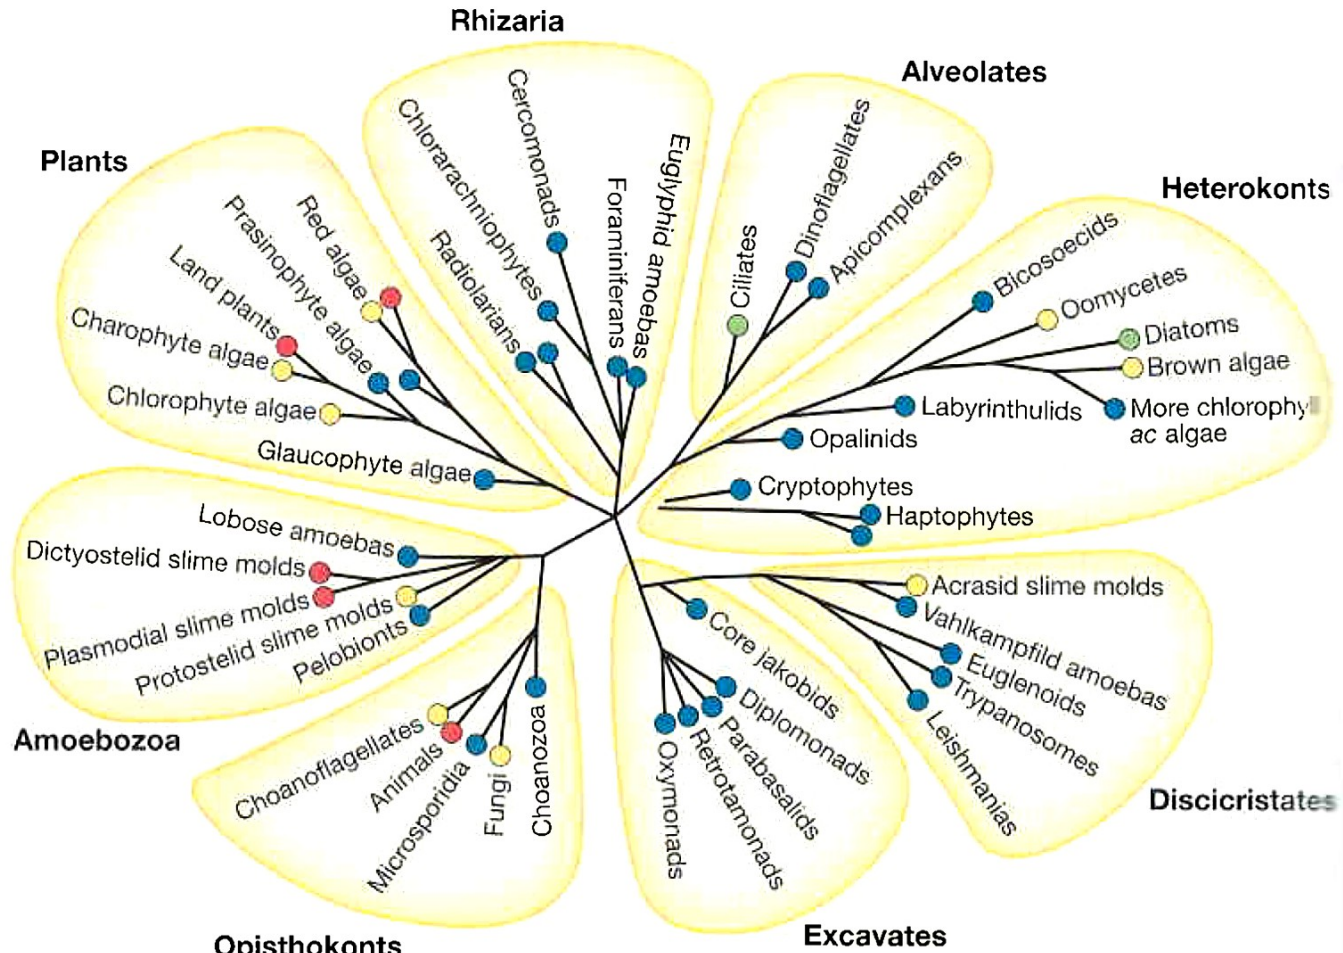 Rhizaria
Cercomonads
Chlorarachniophytes
Radiolarians
Foraminiferans
Euglyphid amoebas
Alveolates
Ciliates
Dinoflagellates
Apicomplexans
Heterokonts
Bicosoecids
Oomycetes
Diatoms
Brown algae
More chlorophy
ac algae
Labyrinthulids
Opalinids
Cryptophytes
Haptophytes
Plants
Red algae
Prasinophyte algae
Land plants
Charophyte algae
Chlorophyte algae
Glaucophyte algae
Lobose amoebas
Dictyostelid slime molds
Plasmodial slime molds
Protostelid slime molds
Pelobionts
Amoebozoa
Choanoflagellates
Animals
Microsporidia
Fungi
Choanozoa
Opisthokonts
Core jakobids
Diplomonads
Parabasalids
Retrotamonads
Oxymonads
Excavates
Acrasid slime molds
Vahlkampfild amoebas
Euglenoids
Trypanosomes
Leishmanias
Discicristates